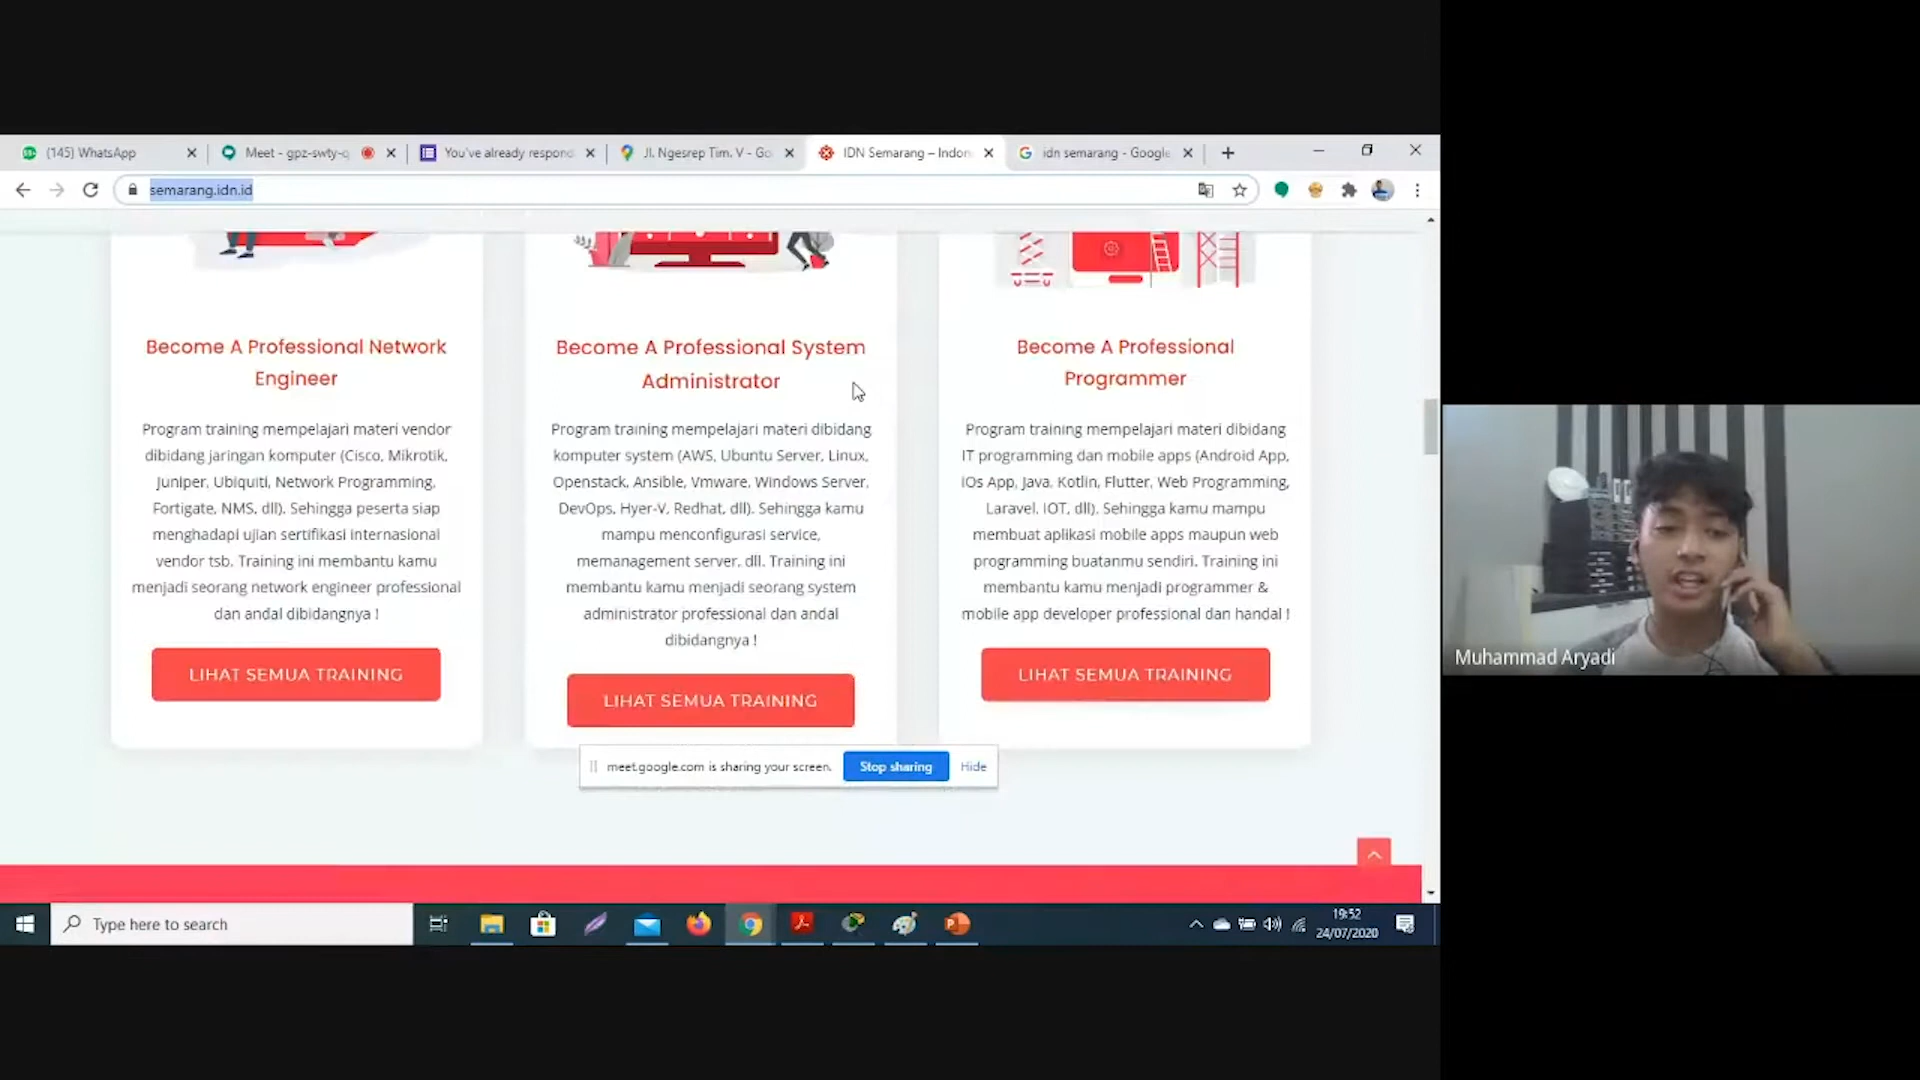 (145) WhatsApp
Meet - gpz-swty-q
You've already respond
Jl. Ngesrep Tim. V - Go
IDN Semarang – Indon
idn semarang - Google
semarang.idn.id
Become A Professional Network
Engineer
Program training mempelajari materi vendor
dibidang jaringan komputer (Cisco, Mikrotik,
Juniper, Ubiquiti, Network Programming,
Fortigate, NMS, dll). Sehingga peserta siap
menghadapi ujian sertifikasi internasional
vendor tsb. Training ini membantu kamu
menjadi seorang network engineer professional
dan andal dibidangnya !
LIHAT SEMUA TRAINING
Become A Professional System
Administrator
Program training mempelajari materi dibidang
komputer system (AWS, Ubuntu Server, Linux,
Openstack, Ansible, Vmware, Windows Server,
DevOps, Hyer-V, Redhat, dll). Sehingga kamu
mampu menconfigurasi service,
memanagement server, dll. Training ini
membantu kamu menjadi seorang system
administrator professional dan andal
dibidangnya !
LIHAT SEMUA TRAINING
Become A Professional
Programmer
Program training mempelajari materi dibidang
IT programming dan mobile apps (Android App,
iOs App, Java, Kotlin, Flutter, Web Programming,
Laravel, IOT, dll). Sehingga kamu mampu
membuat aplikasi mobile apps maupun web
programming buatanmu sendiri. Training ini
membantu kamu menjadi programmer &
mobile app developer professional dan handal !
LIHAT SEMUA TRAINING
meet.google.com is sharing your screen.
Stop sharing
Hide
Muhammad Aryadi
Type here to search
19:52
24/07/2020